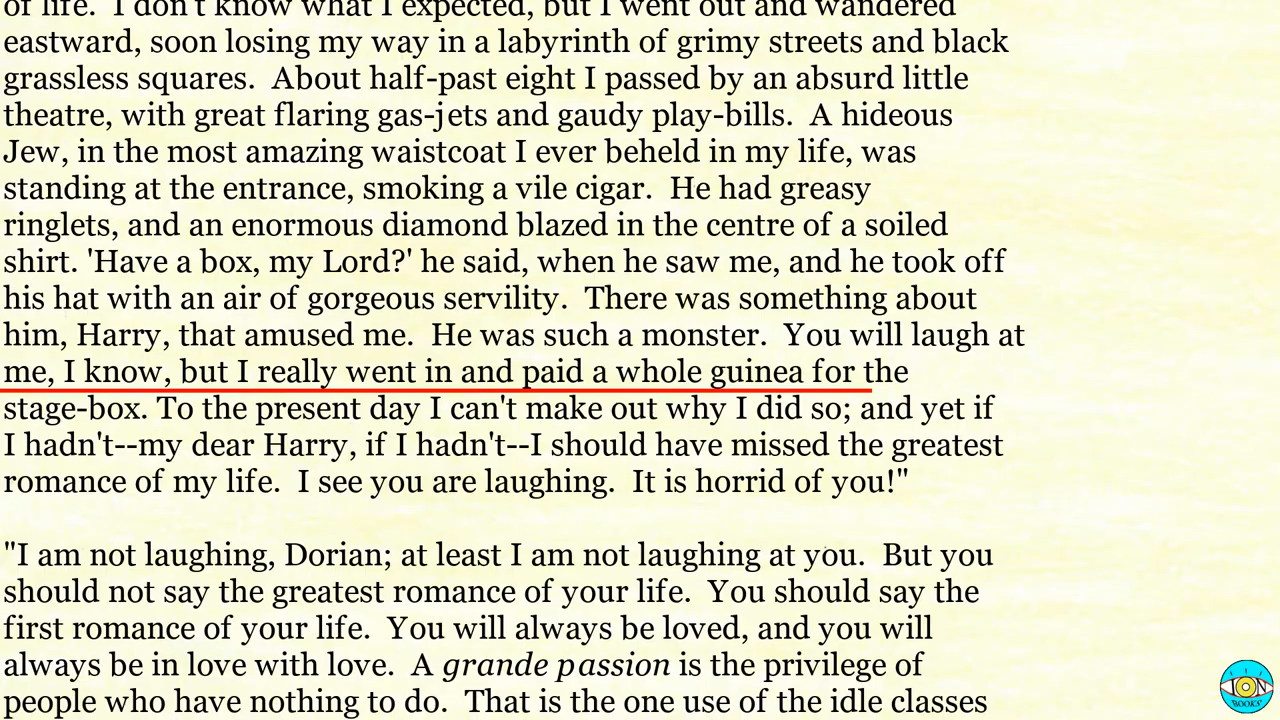 of life.  I don't know what I expected, but I went out and wandered
eastward, soon losing my way in a labyrinth of grimy streets and black
grassless squares.  About half-past eight I passed by an absurd little
theatre, with great flaring gas-jets and gaudy play-bills.  A hideous
Jew, in the most amazing waistcoat I ever beheld in my life, was
standing at the entrance, smoking a vile cigar.  He had greasy
ringlets, and an enormous diamond blazed in the centre of a soiled
shirt. 'Have a box, my Lord?' he said, when he saw me, and he took off
his hat with an air of gorgeous servility.  There was something about
him, Harry, that amused me.  He was such a monster.  You will laugh at
me, I know, but I really went in and paid a whole guinea for the
stage-box. To the present day I can't make out why I did so; and yet if
I hadn't--my dear Harry, if I hadn't--I should have missed the greatest
romance of my life.  I see you are laughing.  It is horrid of you!"
"I am not laughing, Dorian; at least I am not laughing at you.  But you
should not say the greatest romance of your life.  You should say the
first romance of your life.  You will always be loved, and you will
always be in love with love.  A grande passion is the privilege of
people who have nothing to do.  That is the one use of the idle classes
ION
BOOKS